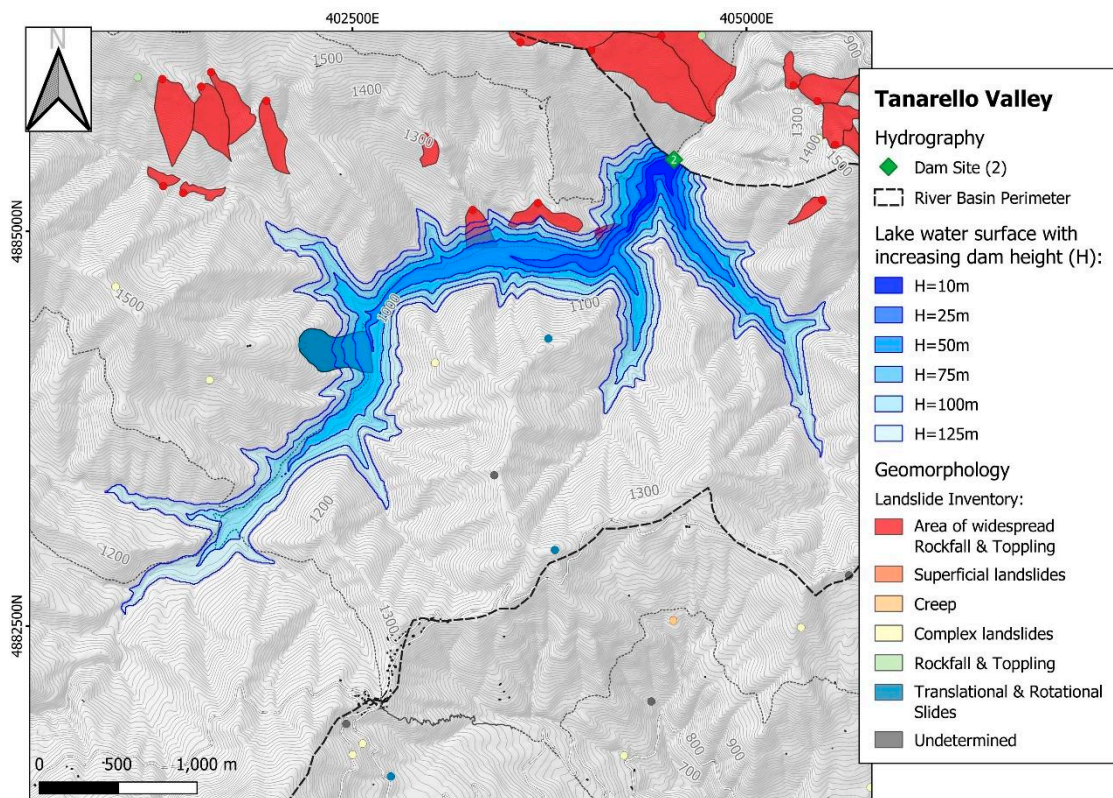 402500E
405000E
N
1500
1400
1300
900
1300
1400
1500
2
4885000N
1500
1000
1100
1200
1300
1200
1300
4882500N
800
900
700
0 500 1,000 m
Tanarello Valley
Hydrography
Dam Site (2)
River Basin Perimeter
Lake water surface with
increasing dam height (H):
H=10m
H=25m
H=50m
H=75m
H=100m
H=125m
Geomorphology
Landslide Inventory:
Area of widespread
Rockfall & Toppling
Superficial landslides
Creep
Complex landslides
Rockfall & Toppling
Translational & Rotational
Slides
Undetermined